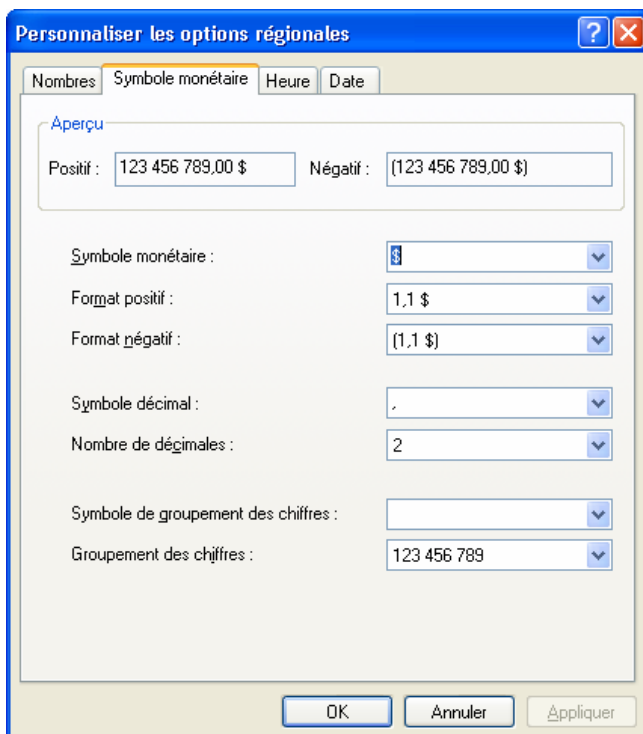 Personnaliser les options régionales
Nombres Symbole monétaire Heure Date
Aperçu
Positif : 123 456 789,00 $ Négatif : (123 456 789,00 $)
Symbole monétaire : $
Format positif : 1,1 $
Format négatif : (1,1 $)
Symbole décimal : ,
Nombre de décimales : 2
Symbole de groupement des chiffres :
Groupement des chiffres : 123 456 789
OK Annuler Appliquer